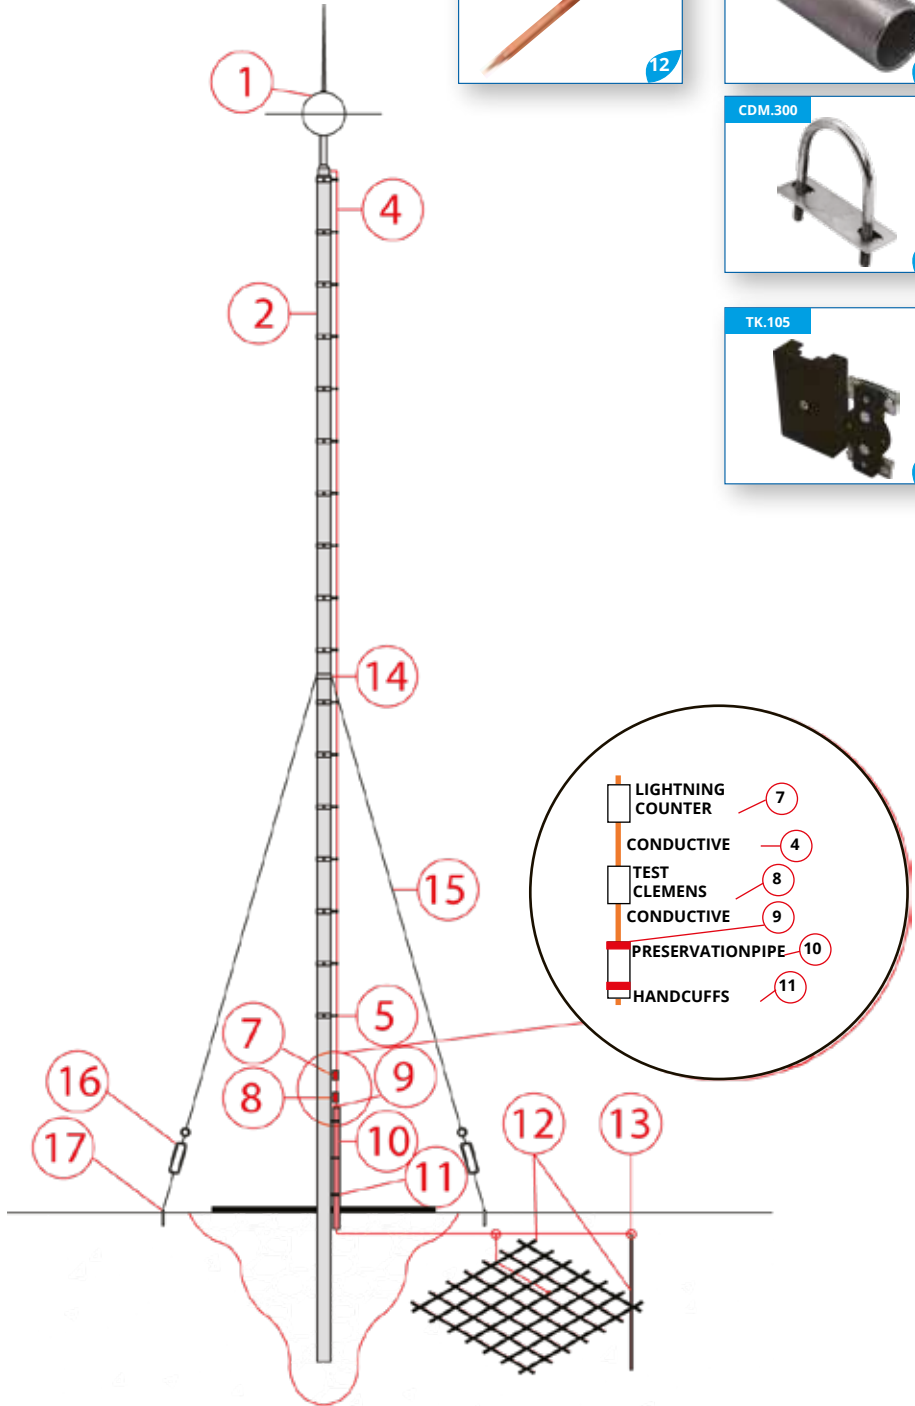 12
CDM.300
TK.105
1
4
2
14
15
5
7
9
8
16
10
17
11
12
13
LIGHTNING
COUNTER
7
CONDUCTIVE
4
TEST
CLEMENS
8
CONDUCTIVE
9
PRESERVATIONPIPE
10
HANDCUFFS
11